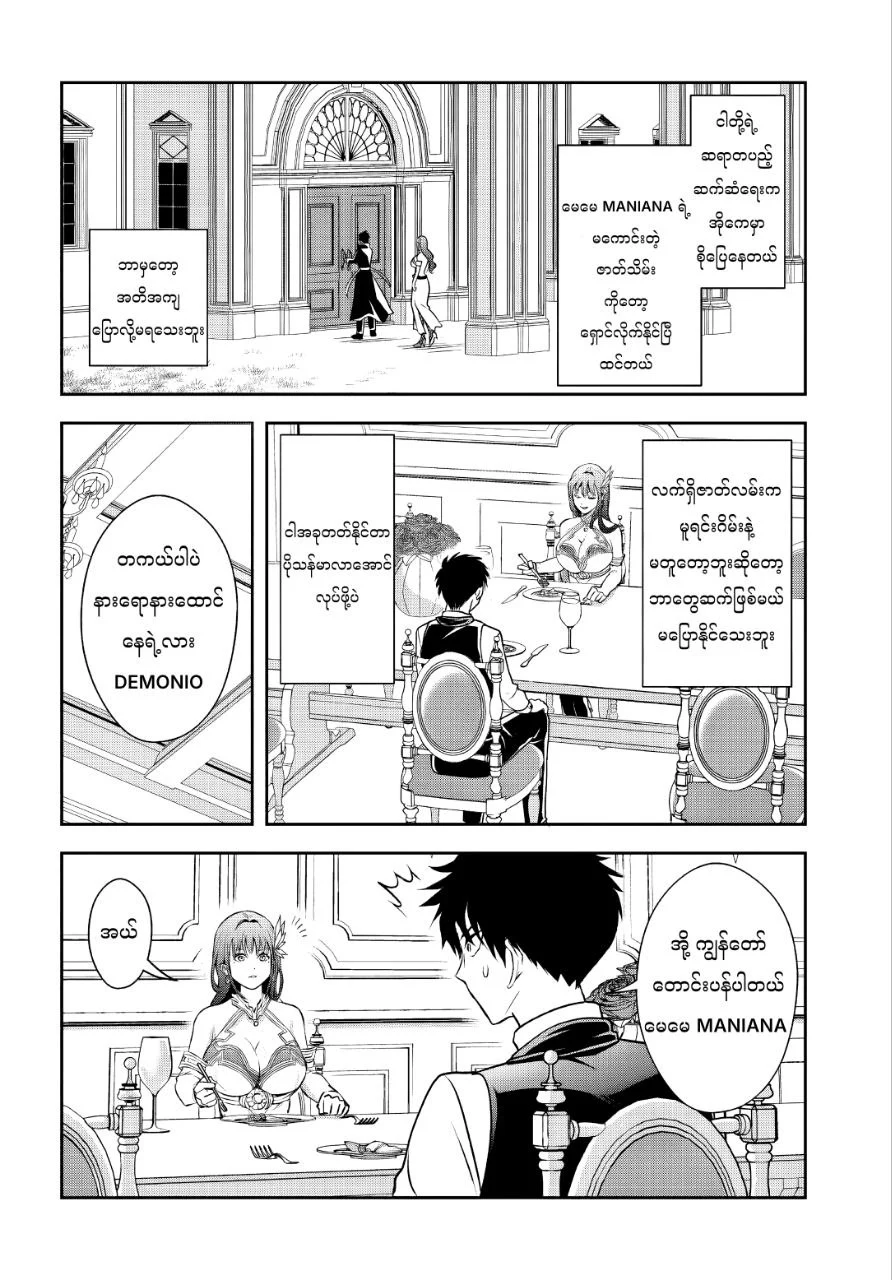 ငါတို့ရဲ့
ဆရာတပည့်
ဆက်ဆံရေးက
အိုကေမှာ
စိုပြေနေတယ်
မေမေ MANIANA ရဲ့
မကောင်းတဲ့
ဇာတ်သိမ်း
ကိုတော့
ရှောင်လိုက်နိုင်ပြီ
ထင်တယ်
ဘာမှတော့
အတိအကျ
ပြောလို့မရသေးဘူး
လက်ရှိဇာတ်လမ်းက
မူရင်းဂိမ်းနဲ့
မတူတော့ဘူးဆိုတော့
ဘာတွေဆက်ဖြစ်မယ်
မပြောနိုင်သေးဘူး
ငါအခုတတ်နိုင်တာ
ပိုသန်မာလာအောင်
လုပ်ဖို့ပဲ
တကယ်ပါပဲ
နားရောနားထောင်
နေရဲ့လား
DEMONIO
အို့ ကျွန်တော်
တောင်းပန်ပါတယ်
မေမေ MANIANA
အယ်